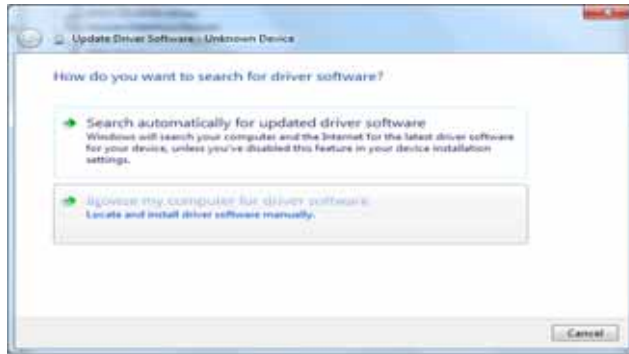 Update Driver Software - Unknown Device
How do you want to search for driver software?
Search automatically for updated driver software
Windows will search your computer and the Internet for the latest driver software
for your device, unless you've disabled this feature in your device installation
settings.
Browse my computer for driver software
Locate and install driver software manually.
Cancel